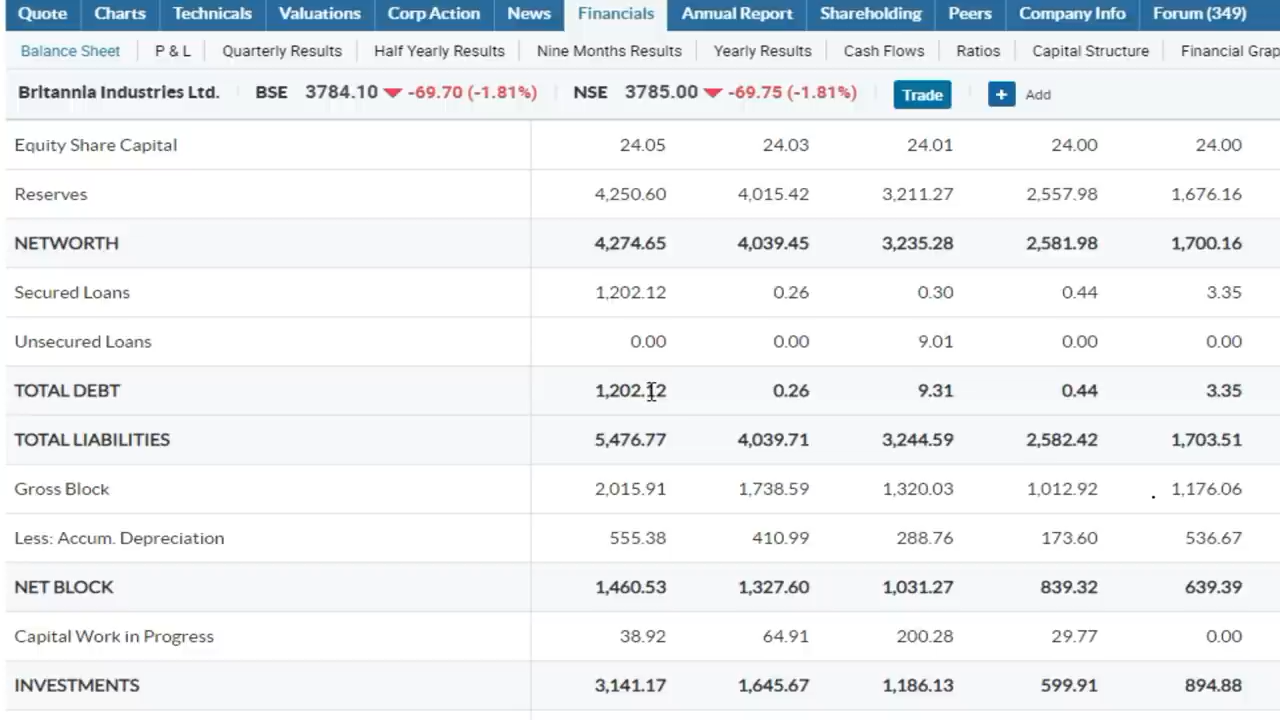 Quote Charts Technicals Valuations Corp Action News Financials Annual Report Shareholding Peers Company Info Forum (349)
Balance Sheet P & L Quarterly Results Half Yearly Results Nine Months Results Yearly Results Cash Flows Ratios Capital Structure Financial Grap
Britannia Industries Ltd. BSE 3784.10 -69.70 (-1.81%) NSE 3785.00 -69.75 (-1.81%) Trade + Add
Equity Share Capital 24.05 24.03 24.01 24.00 24.00
Reserves 4,250.60 4,015.42 3,211.27 2,557.98 1,676.16
NETWORTH 4,274.65 4,039.45 3,235.28 2,581.98 1,700.16
Secured Loans 1,202.12 0.26 0.30 0.44 3.35
Unsecured Loans 0.00 0.00 9.01 0.00 0.00
TOTAL DEBT 1,202.12 0.26 9.31 0.44 3.35
TOTAL LIABILITIES 5,476.77 4,039.71 3,244.59 2,582.42 1,703.51
Gross Block 2,015.91 1,738.59 1,320.03 1,012.92 1,176.06
Less: Accum. Depreciation 555.38 410.99 288.76 173.60 536.67
NET BLOCK 1,460.53 1,327.60 1,031.27 839.32 639.39
Capital Work in Progress 38.92 64.91 200.28 29.77 0.00
INVESTMENTS 3,141.17 1,645.67 1,186.13 599.91 894.88